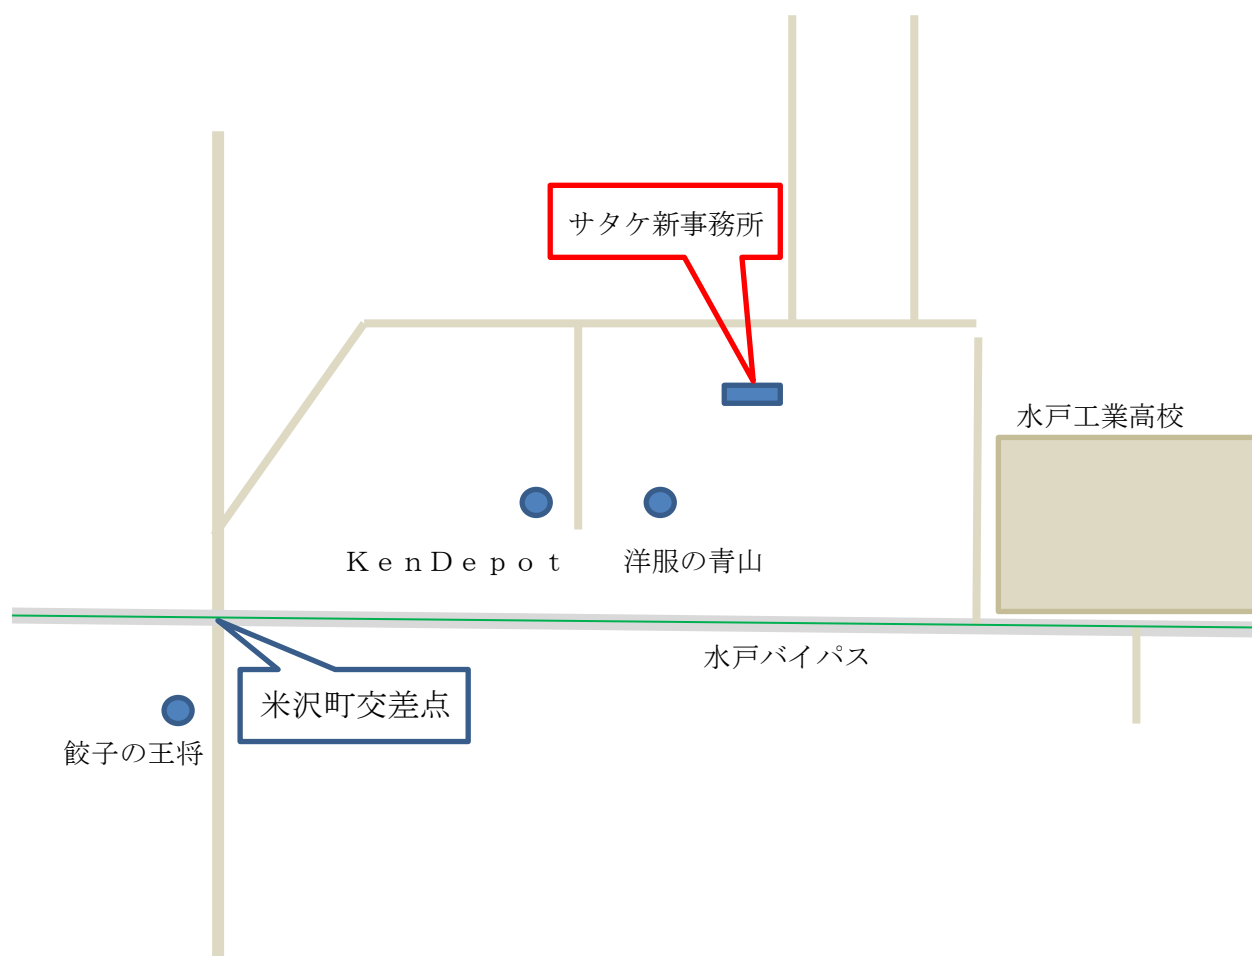 サタケ新事務所
水戸工業高校
ＫｅｎＤｅｐｏｔ
洋服の青山
水戸バイパス
米沢町交差点
餃子の王将